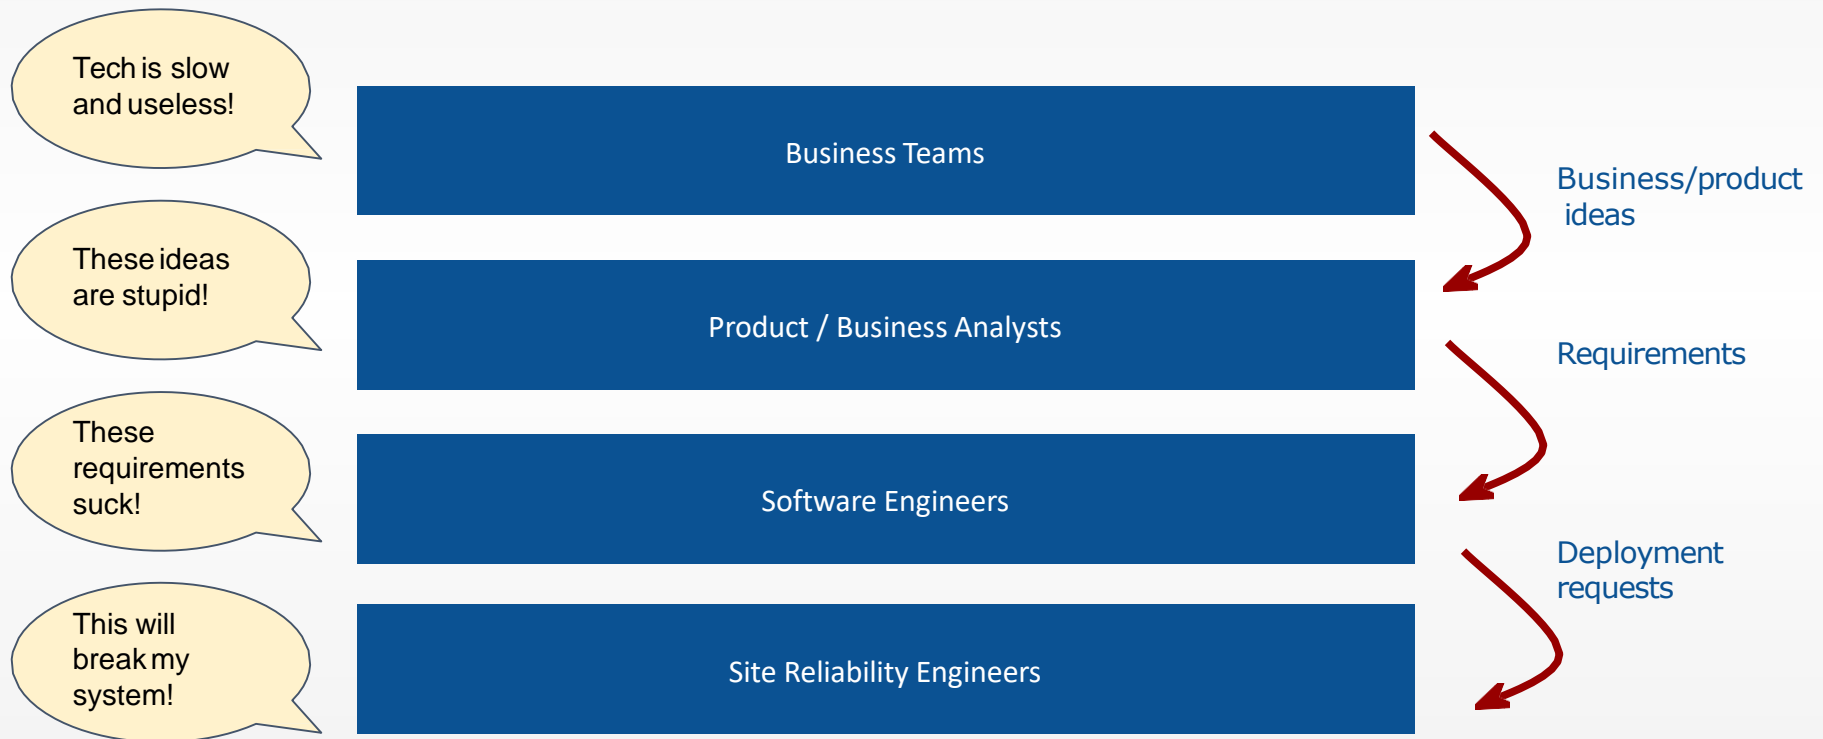 Tech is slow
and useless!
Business Teams
Business/product
ideas
These ideas
are stupid!
Product / Business Analysts
Requirements
These
requirements
suck!
Software Engineers
Deployment
requests
This will
break my
system!
Site Reliability Engineers